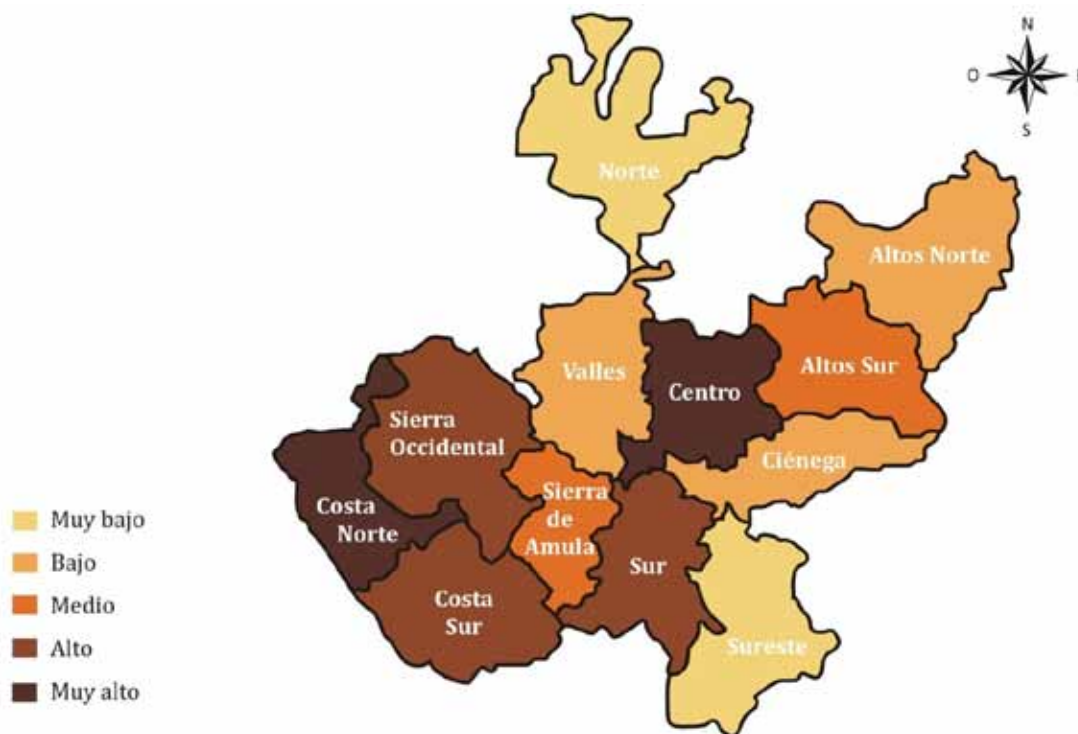 N
O
S
Norte
Altos Norte
Valles
Centro
Altos Sur
Sierra
Occidental
Ciénega
Costa
Norte
Sierra
de
Amula
Sur
Costa
Sur
Sureste
Muy bajo
Bajo
Medio
Alto
Muy alto